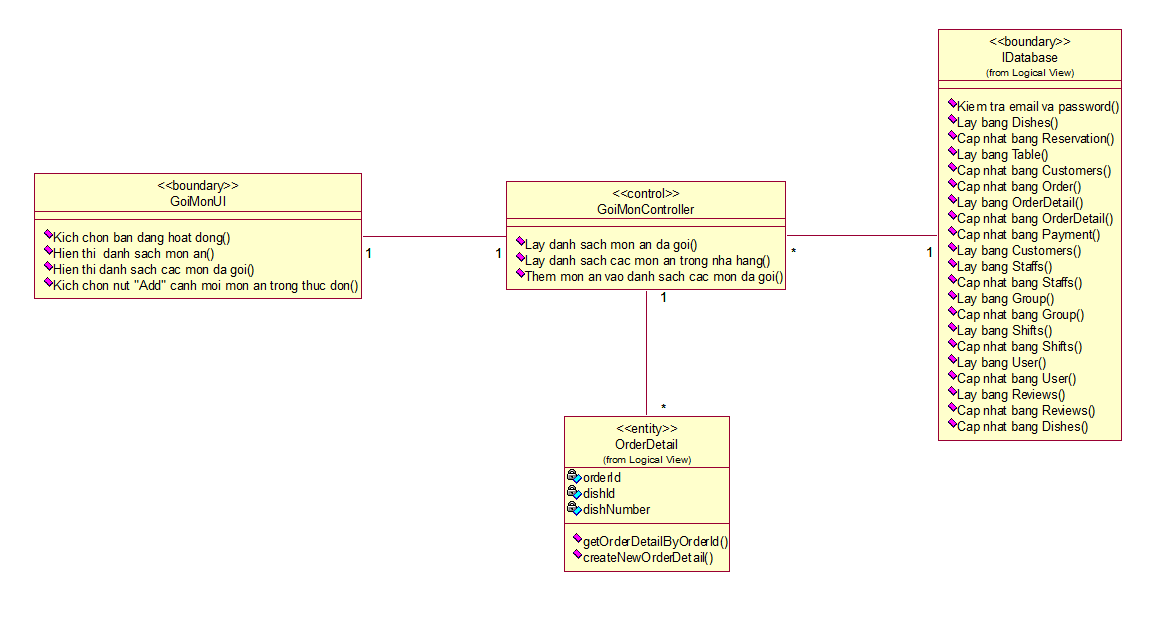 <<boundary>>
GoiMonUI
Kich chon ban dang hoat dong()
Hien thi  danh sach mon an()
Hien thi danh sach cac mon da goi()
Kich chon nut "Add" canh moi mon an trong thuc don()
1
1
<<control>>
GoiMonController
Lay danh sach mon an da goi()
Lay danh sach cac mon an trong nha hang()
Them mon an vao danh sach cac mon da goi()
*
1
<<boundary>>
IDatabase
(from Logical View)
Kiem tra email va password()
Lay bang Dishes()
Cap nhat bang Reservation()
Lay bang Table()
Cap nhat bang Customers()
Cap nhat bang Order()
Lay bang OrderDetail()
Cap nhat bang OrderDetail()
Cap nhat bang Payment()
Lay bang Customers()
Lay bang Staffs()
Cap nhat bang Staffs()
Lay bang Group()
Cap nhat bang Group()
Lay bang Shifts()
Cap nhat bang Shifts()
Lay bang User()
Cap nhat bang User()
Lay bang Reviews()
Cap nhat bang Reviews()
Cap nhat bang Dishes()
1
*
<<entity>>
OrderDetail
(from Logical View)
orderId
dishId
dishNumber
getOrderDetailByOrderId()
createNewOrderDetail()